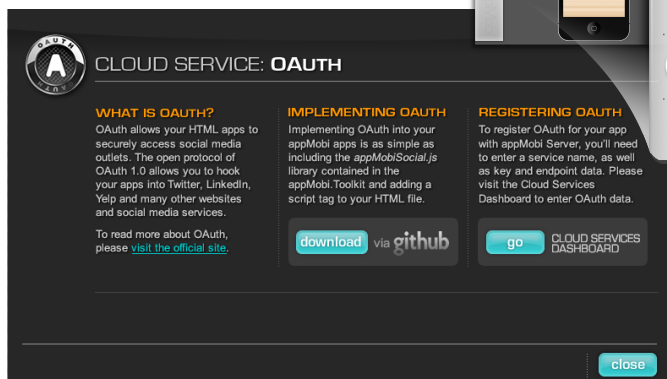 OAUTH
A
OAUTH
CLOUD SERVICE: OAUTH
WHAT IS OAUTH?
OAuth allows your HTML apps to
securely access social media
outlets. The open protocol of
OAuth 1.0 allows you to hook
your apps into Twitter, LinkedIn,
Yelp and many other websites
and social media services.
To read more about OAuth,
please visit the official site.
IMPLEMENTING OAUTH
Implementing OAuth into your
appMobi apps is as simple as
including the appMobiSocial.js
library contained in the
appMobi.Toolkit and adding a
script tag to your HTML file.
download via github
REGISTERING OAUTH
To register OAuth for your app
with appMobi Server, you'll need
to enter a service name, as well
as key and endpoint data. Please
visit the Cloud Services
Dashboard to enter OAuth data.
go CLOUD SERVICES
DASHBOARD
close